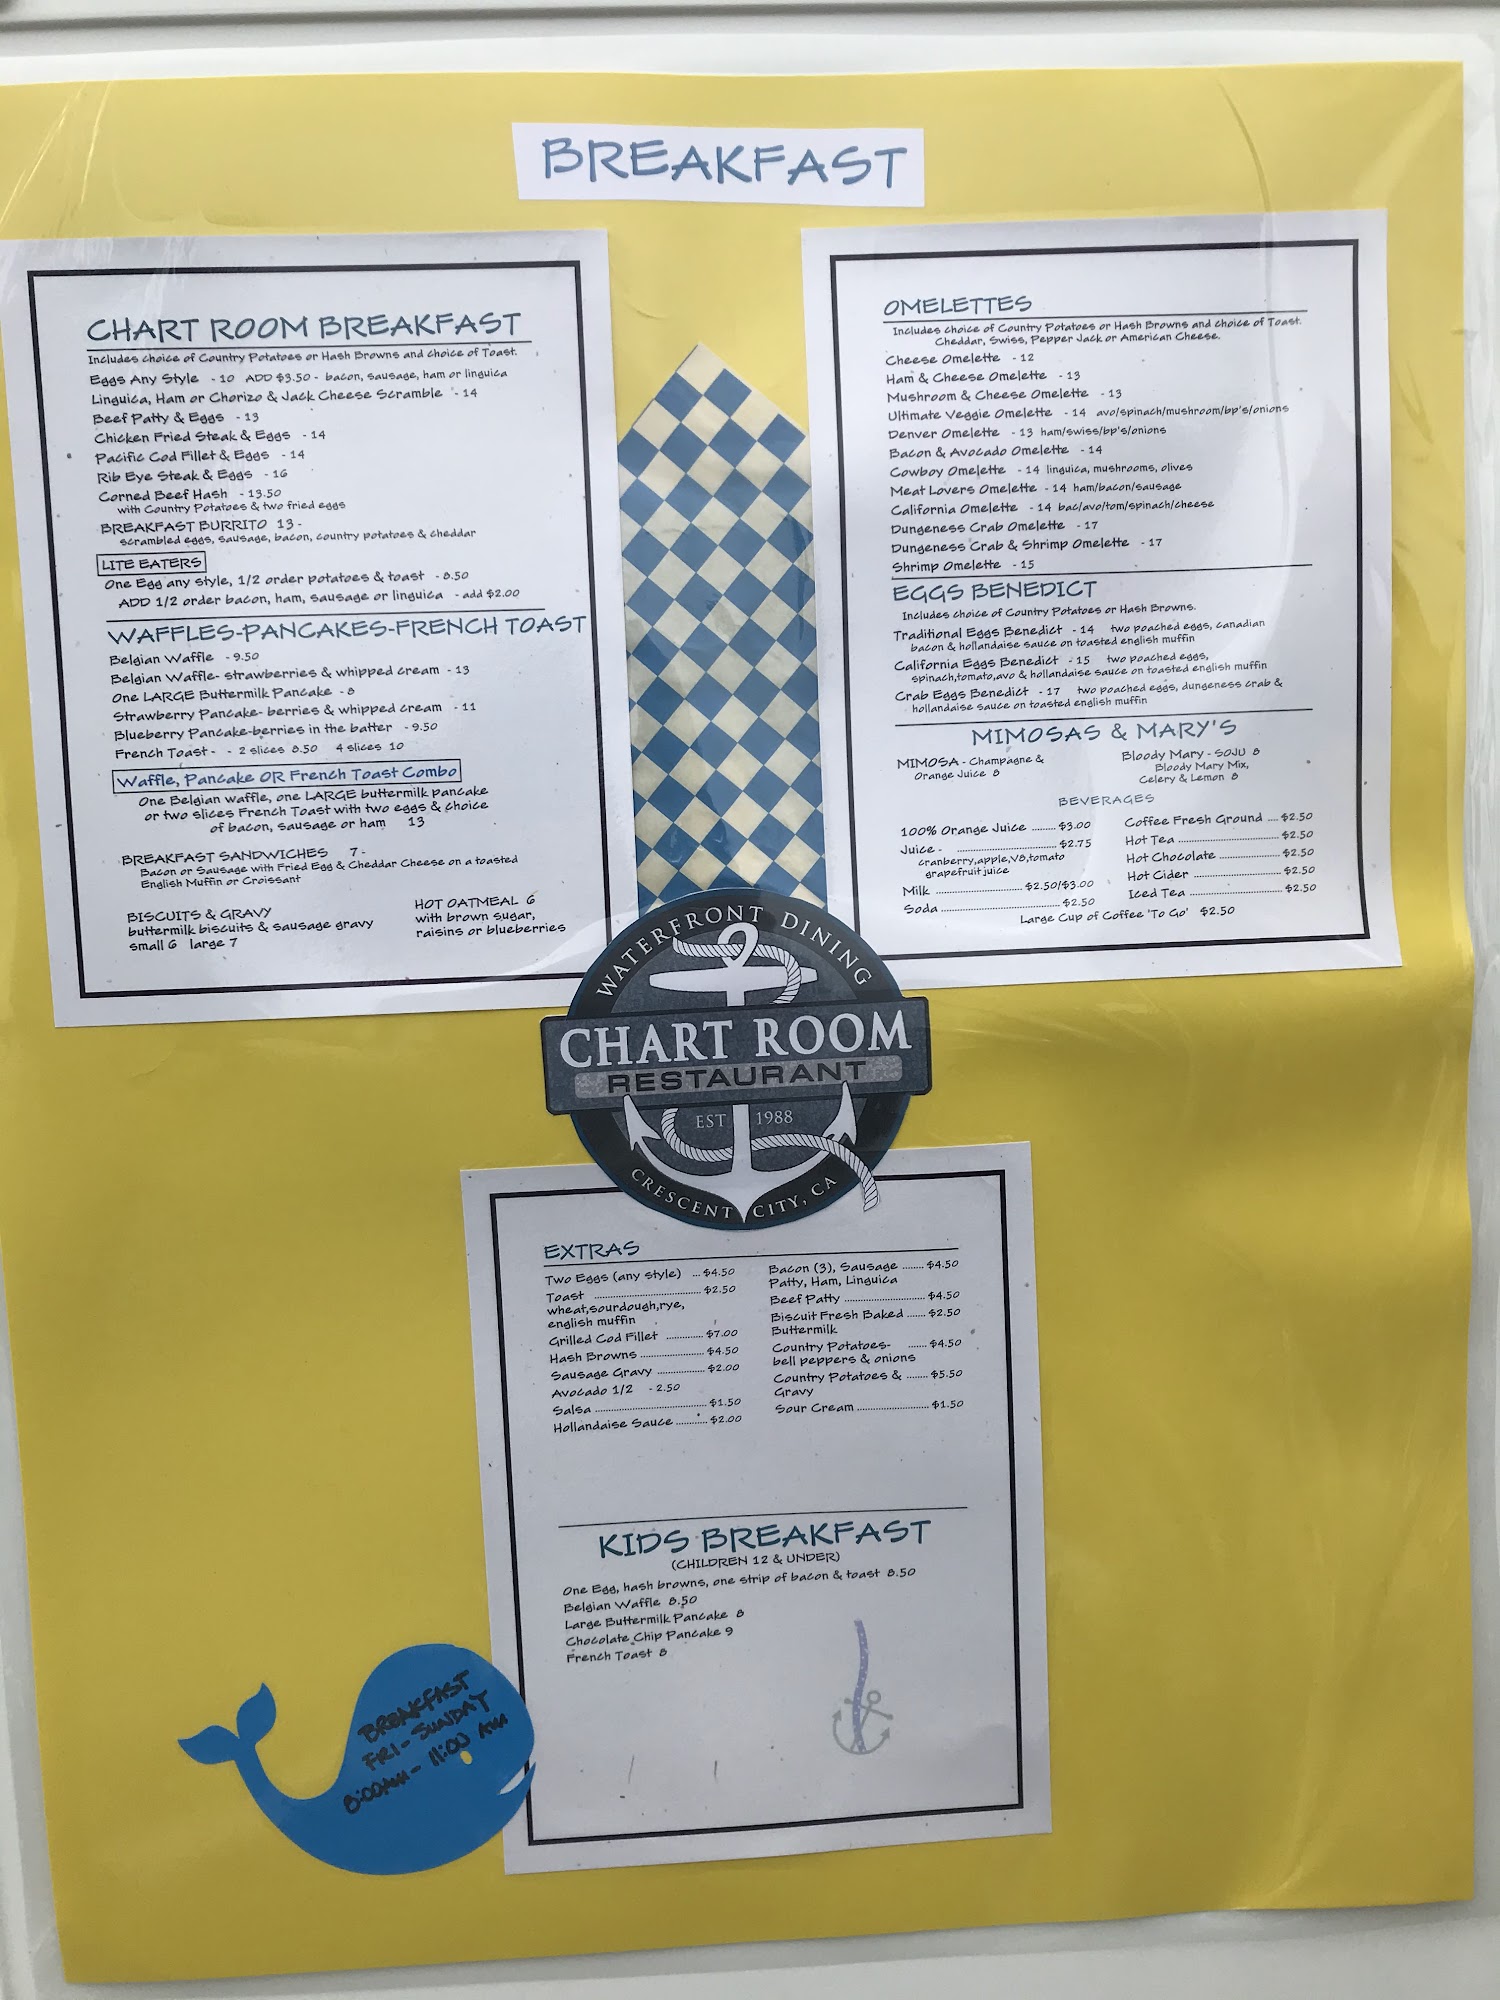 BREAKFAST
CHART ROOM BREAKFAST
Includes choice of Country Potatoes or Hash Browns and choice of Toast.
Eggs Any Style - 10 ADD $3.50 - bacon, sausage, ham or linguica
Linguica, Ham or Chorizo & Jack Cheese Scramble - 14
Beef Patty & Eggs - 13
Chicken Fried Steak & Eggs - 14
Pacific Cod Fillet & Eggs - 14
Rib Eye Steak & Eggs - 16
Corned Beef Hash - 13.50
with Country Potatoes & two fried eggs
BREAKFAST BURRITO 13 -
scrambled eggs, sausage, bacon, country potatoes & cheddar
LITE EATERS
One Egg any style, 1/2 order potatoes & toast - 8.50
ADD 1/2 order bacon, ham, sausage or linguica - add $2.00
WAFFLES-PANCAKES-FRENCH TOAST
Belgian Waffle - 9.50
Belgian Waffle- strawberries & whipped cream - 13
One LARGE Buttermilk Pancake - 8
Strawberry Pancake- berries & whipped cream - 11
Blueberry Pancake-berries in the batter - 9.50
French Toast - - 2 slices 8.50 4 slices 10
Waffle, Pancake OR French Toast Combo
One Belgian waffle, one LARGE buttermilk pancake
or two slices French Toast with two eggs & choice
of bacon, sausage or ham 13
BREAKFAST SANDWICHES 7 -
Bacon or Sausage with Fried Egg & Cheddar Cheese on a toasted
English Muffin or Croissant
BISCUITS & GRAVY
buttermilk biscuits & sausage gravy
small 6 large 7
HOT OATMEAL 6
with brown sugar,
raisins or blueberries
OMELETTES
Includes choice of Country Potatoes or Hash Browns and choice of Toast.
Cheddar, Swiss, Pepper Jack or American Cheese.
Cheese Omelette - 12
Ham & Cheese Omelette - 13
Mushroom & Cheese Omelette - 13
Ultimate Veggie Omelette - 14 avo/spinach/mushroom/bp's/onions
Denver Omelette - 13 ham/swiss/bp's/onions
Bacon & Avocado Omelette - 14
Cowboy Omelette - 14 linguica, mushrooms, olives
Meat Lovers Omelette - 14 ham/bacon/sausage
California Omelette - 14 bac/avo/tom/spinach/cheese
Dungeness Crab Omelette - 17
Dungeness Crab & Shrimp Omelette - 17
Shrimp Omelette - 15
EGGS BENEDICT
Includes choice of Country Potatoes or Hash Browns.
Traditional Eggs Benedict - 14 two poached eggs, canadian
bacon & hollandaise sauce on toasted english muffin
California Eggs Benedict - 15 two poached eggs,
spinach,tomato,avo & hollandaise sauce on toasted english muffin
Crab Eggs Benedict - 17 two poached eggs, dungeness crab &
hollandaise sauce on toasted english muffin
MIMOSAS & MARY'S
MIMOSA - Champagne &
Orange Juice 8
Bloody Mary - SOJU 8
Bloody Mary Mix,
Celery & Lemon 8
BEVERAGES
100% Orange Juice ........ $3.00
Juice - .......... $2.75
cranberry,apple,V8,tomato
grapefruit juice
Milk .......... $2.50/$3.00
Soda .......... $2.50
Coffee Fresh Ground .... $2.50
Hot Tea .......... $2.50
Hot Chocolate .......... $2.50
Hot Cider .......... $2.50
Iced Tea .......... $2.50
Large Cup of Coffee 'To Go' $2.50
WATERFRONT DINING
CHART ROOM
RESTAURANT
EST 1988
CRESCENT CITY, CA
EXTRAS
Two Eggs (any style) ... $4.50
Toast .......... $2.50
wheat,sourdough,rye,
english muffin
Grilled Cod Fillet .......... $7.00
Hash Browns .......... $4.50
Sausage Gravy .......... $2.00
Avocado 1/2 - 2.50
Salsa .......... $1.50
Hollandaise Sauce .......... $2.00
Bacon (3), Sausage ....... $4.50
Patty, Ham, Linguica
Beef Patty .......... $4.50
Biscuit Fresh Baked ...... $2.50
Buttermilk
Country Potatoes- ...... $4.50
bell peppers & onions
Country Potatoes & ....... $5.50
Gravy
Sour Cream .......... $1.50
KIDS BREAKFAST
(CHILDREN 12 & UNDER)
One Egg, hash browns, one strip of bacon & toast 8.50
Belgian Waffle 8.50
Large Buttermilk Pancake 8
Chocolate Chip Pancake 9
French Toast 8
BREAKFAST
FRI - SUNDAY
8:00AM - 11:00 AM